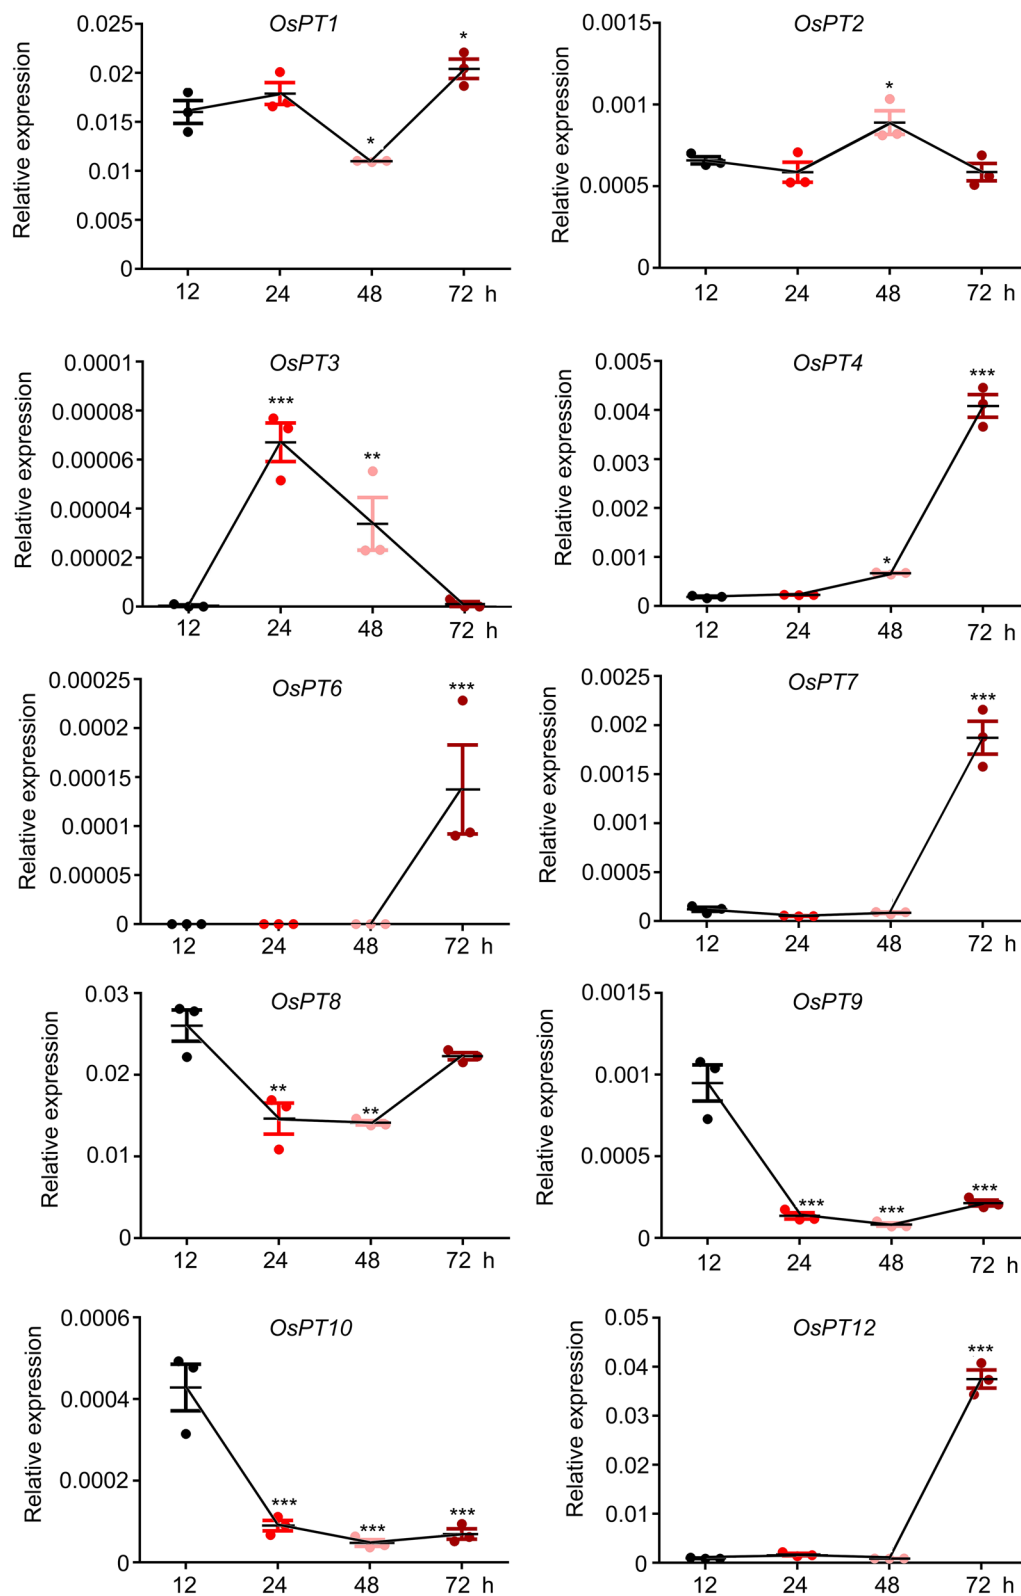 OsPT1
Relative expression
0.025
0.02
0.015
0.01
0.005
0
*
*
12 24 48 72 h
OsPT2
Relative expression
0.0015
0.001
0.0005
0
*
12 24 48 72 h
OsPT3
Relative expression
0.0001
0.00008
0.00006
0.00004
0.00002
0
***
**
12 24 48 72 h
OsPT4
Relative expression
0.005
0.004
0.003
0.002
0.001
0
*
***
12 24 48 72 h
OsPT6
Relative expression
0.00025
0.0002
0.00015
0.0001
0.00005
0
***
12 24 48 72 h
OsPT7
Relative expression
0.0025
0.002
0.0015
0.001
0.0005
0
***
12 24 48 72 h
OsPT8
Relative expression
0.03
0.02
0.01
0
**
**
12 24 48 72 h
OsPT9
Relative expression
0.0015
0.001
0.0005
0
***
***
***
12 24 48 72 h
OsPT10
Relative expression
0.0006
0.0004
0.0002
0
***
***
***
12 24 48 72 h
OsPT12
Relative expression
0.05
0.04
0.03
0.02
0.01
0
***
12 24 48 72 h